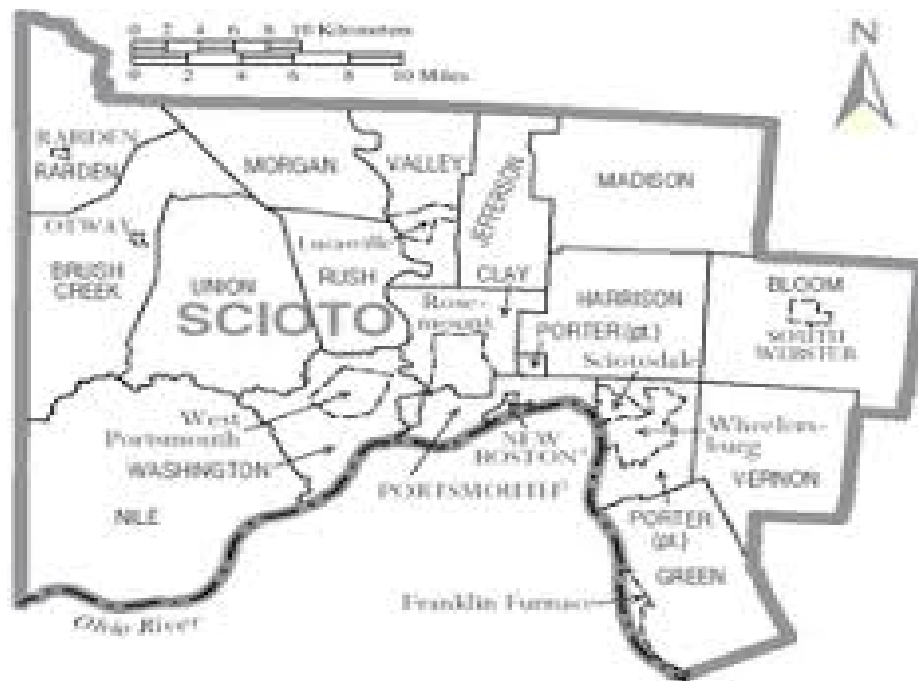 0 2 4 6 8 10 Kilometers
0 2 4 6 8 10 Miles
N
RARDEN
RARDEN
MORGAN
VALLEY
JEFFERSON
MADISON
OTWAY
Lucasville
BRUSH
CREEK
UNION
RUSH
CLAY
HARRISON
BLOOM
SCIOTO
Rose-
mount
PORTER (pt.)
SOUTH
WEBSTER
Sciotodale
West
Portsmouth
NEW
BOSTON
Wheelers-
burg
WASHINGTON
PORTSMOUTH
VERNON
NILE
PORTER
(pt.)
GREEN
Franklin Furnace
Ohio River